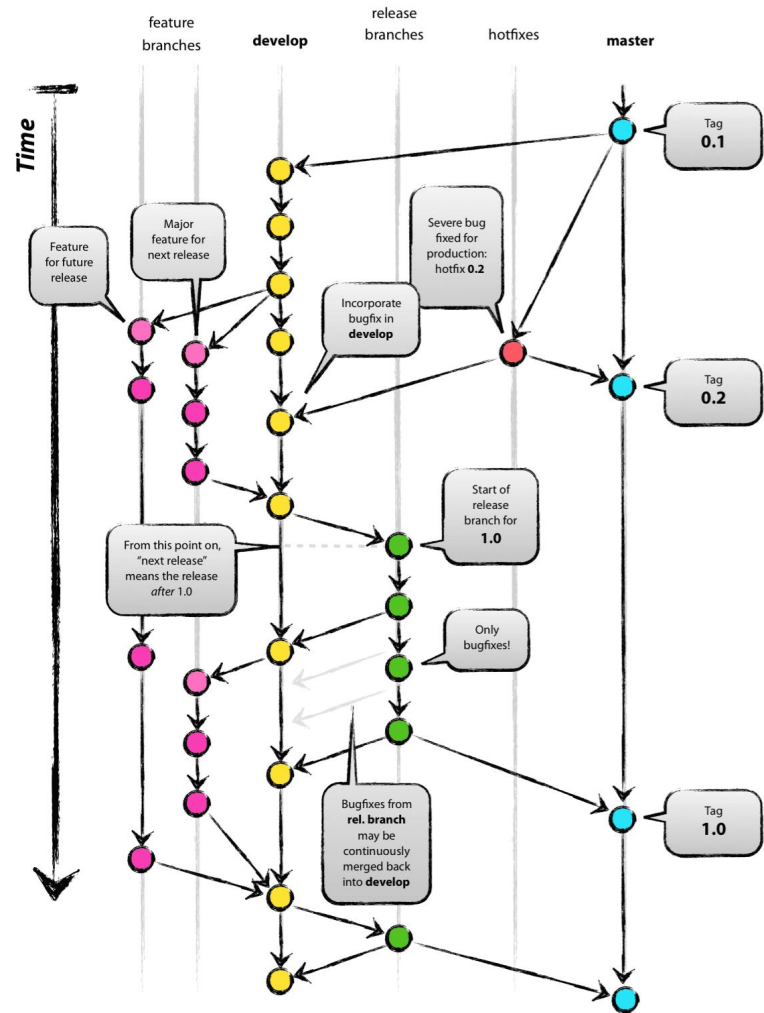 feature
branches
develop
release
branches
hotfixes
master
Time
Tag
0.1
Major
feature for
next release
Severe bug
fixed for
production:
hotfix 0.2
Feature
for future
release
Incorporate
bugfix in
develop
Tag
0.2
Start of
release
branch for
1.0
From this point on,
“next release”
means the release
after 1.0
Only
bugfixes!
Bugfixes from
rel. branch
may be
continuously
merged back
into develop
Tag
1.0